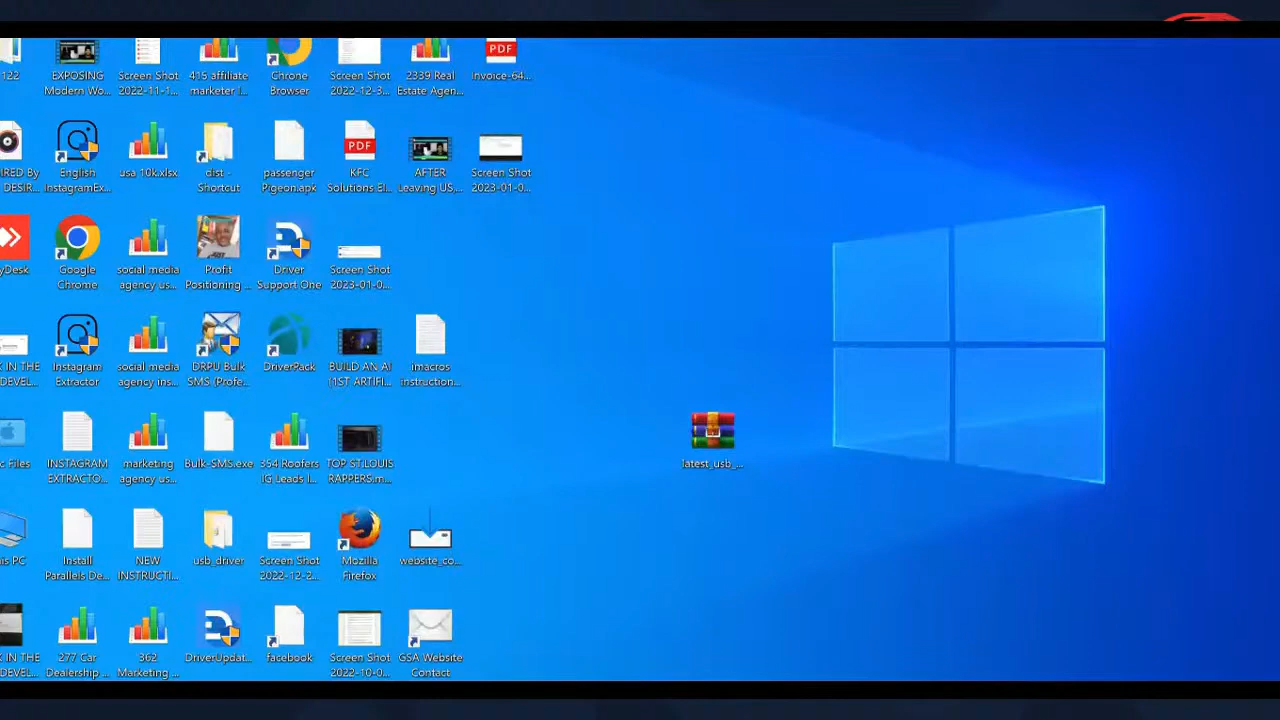 122
EXPOSING
Modern Wo...
Screen Shot
2022-11-1...
415 affiliate
marketer l...
Chrome
Browser
Screen Shot
2022-12-3...
2339 Real
Estate Agen...
PDF
Invoice-64...
IRED By
DESIR...
English
InstagramEx...
usa 10k.xlsx
dist -
Shortcut
passenger
Pigeon.apk
PDF
KFC
Solutions.El...
AFTER
Leaving US,...
Screen Shot
2023-01-0...
yDesk
Google
Chrome
social media
agency us...
Profit
Positioning ...
Driver
Support One
Screen Shot
2023-01-0...
K IN THE
DEVEL...
Instagram
Extractor
social media
agency ins...
DRPU Bulk
SMS (Profe...
DriverPack
BUILD AN AI
(1ST ARTIFI...
imacros
instruction...
c Files
INSTAGRAM
EXTRACTO...
marketing
agency us...
Bulk-SMS.exe
354 Roofers
IG Leads l...
TOP ST.LOUIS
RAPPERS.m...
latest_usb_...
is PC
Install
Parallels De...
NEW
INSTRUCTI...
usb_driver
Screen Shot
2022-12-2...
Mozilla
Firefox
website_co...
K IN THE
DEVEL...
277 Car
Dealership ...
362
Marketing ...
DriverUpdat...
facebook
Screen Shot
2022-10-0...
GSA Website
Contact